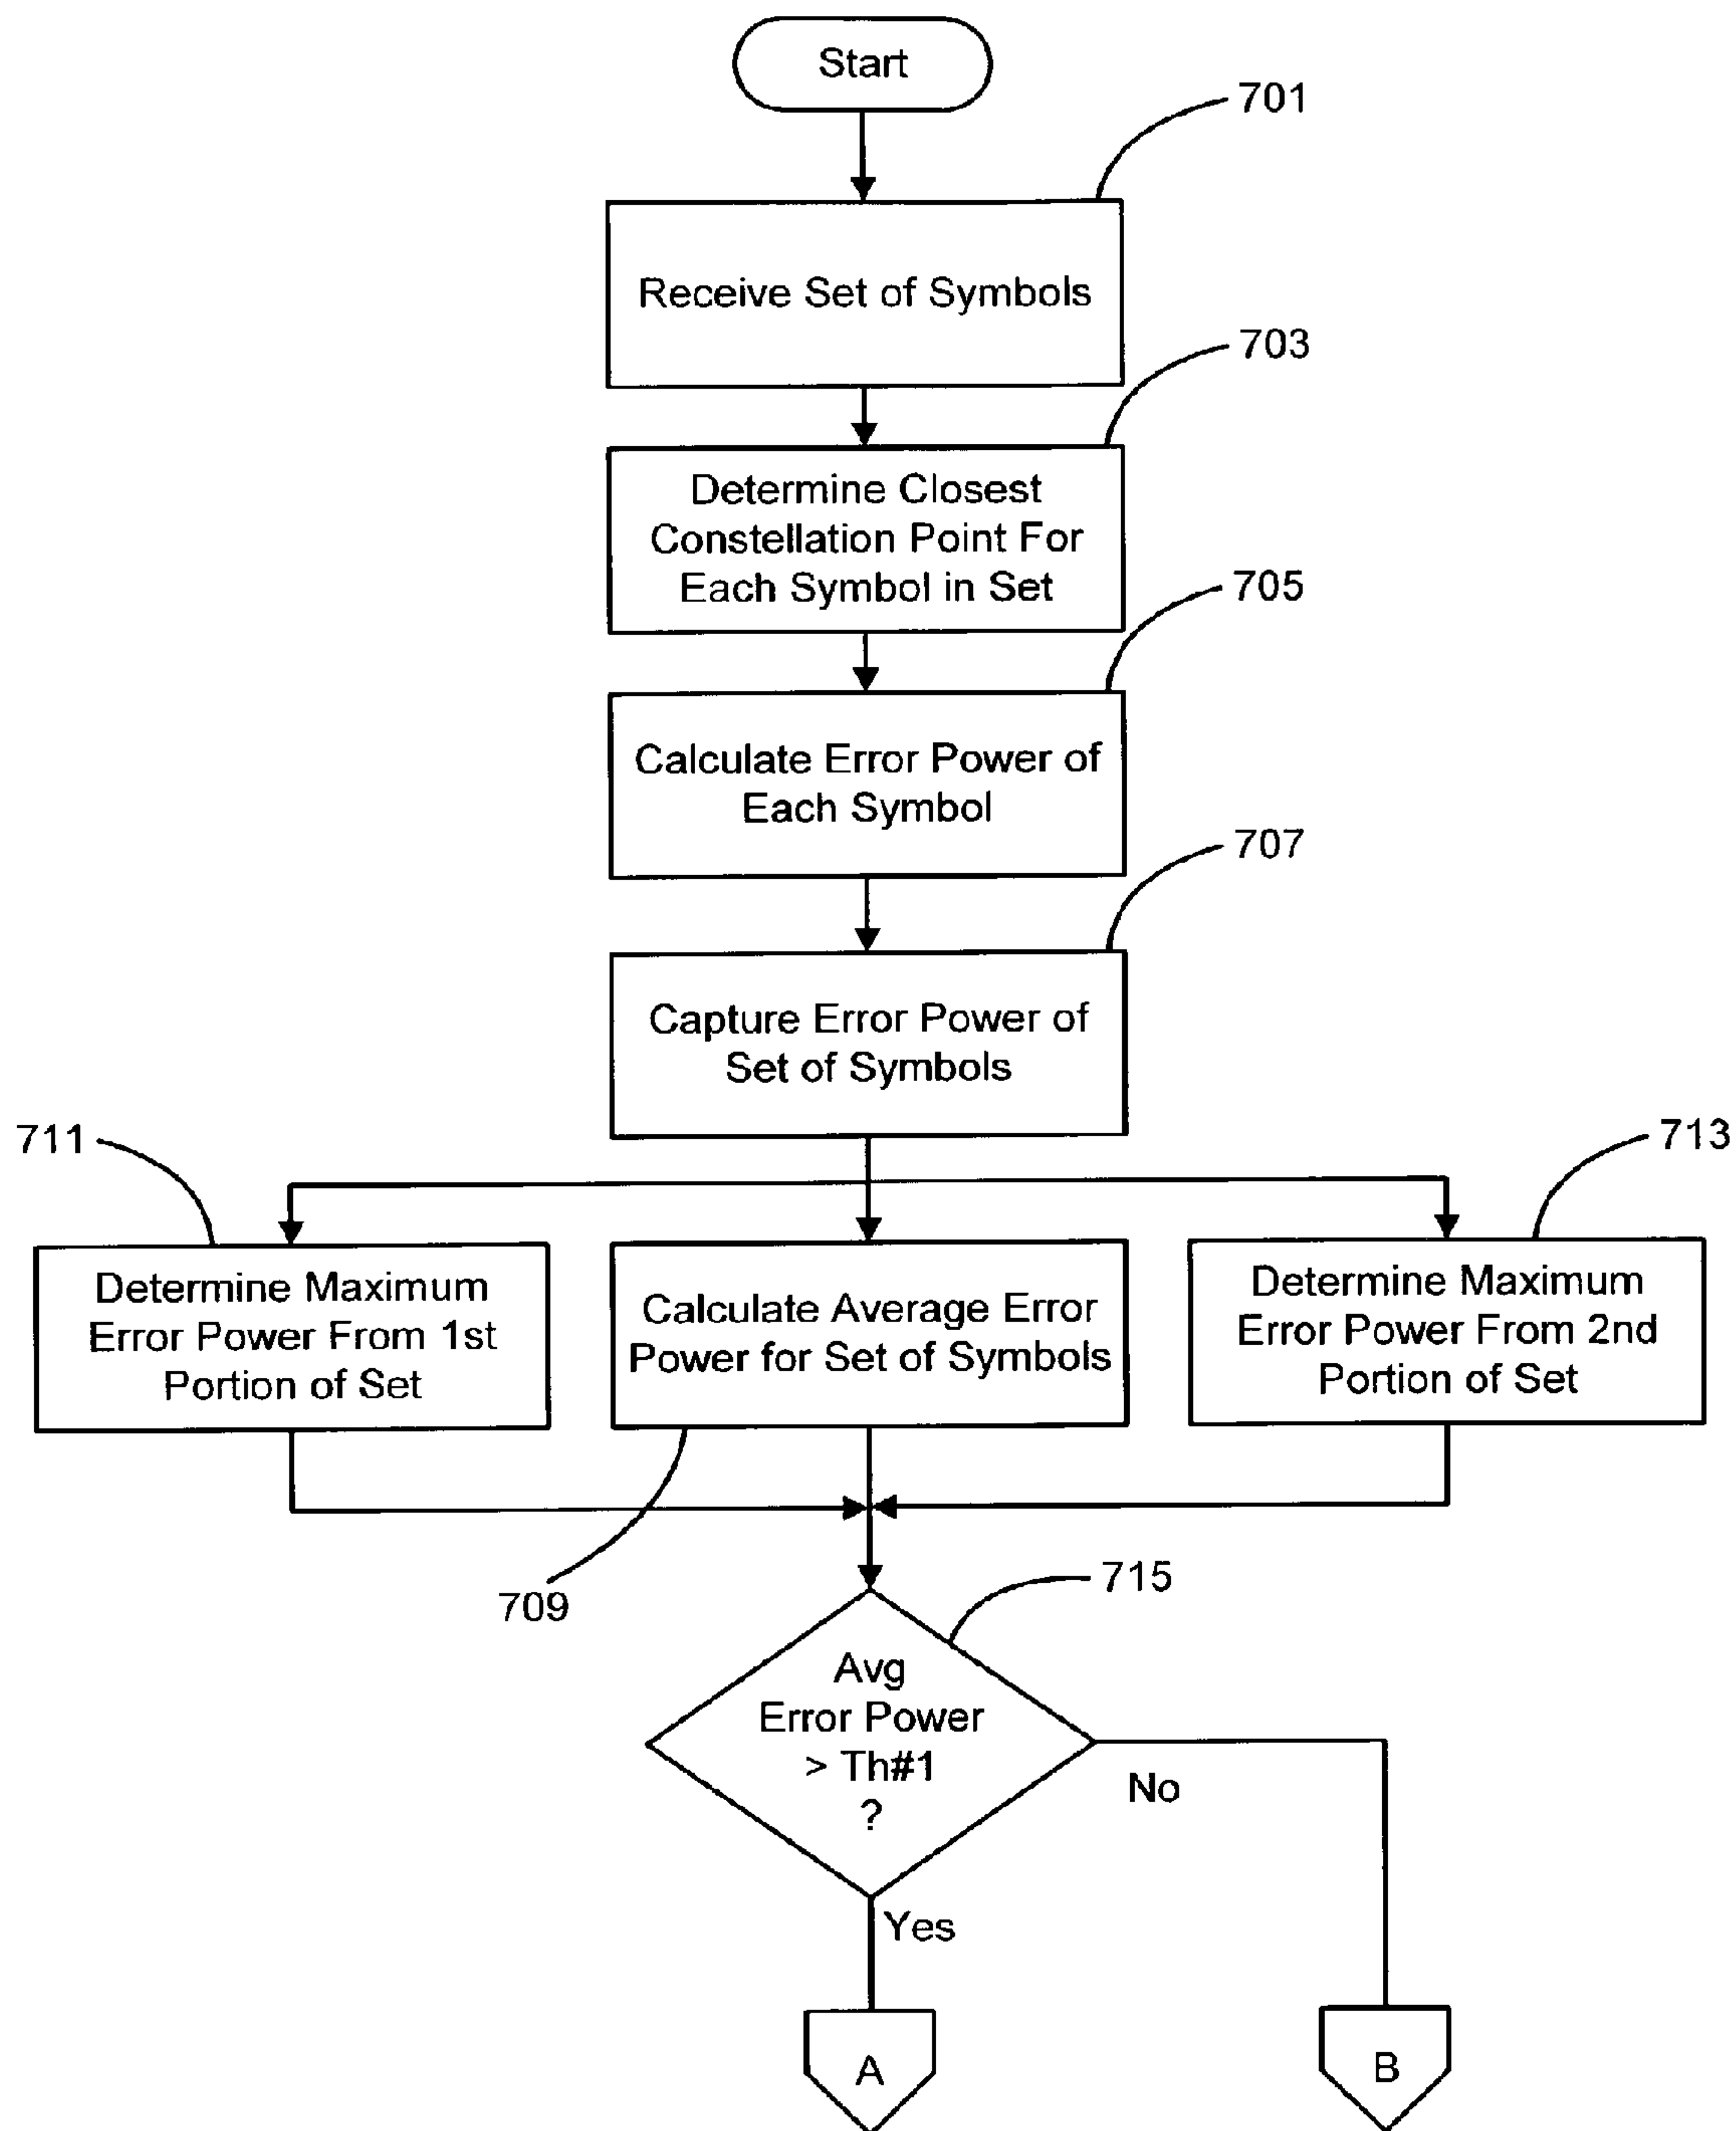 Start
701
Receive Set of Symbols
703
Determine Closest
Constellation Point For
Each Symbol in Set
705
Calculate Error Power of
Each Symbol
707
Capture Error Power of
Set of Symbols
711
713
Determine Maximum
Error Power From 1st
Portion of Set
Calculate Average Error
Power for Set of Symbols
Determine Maximum
Error Power From 2nd
Portion of Set
709
715
Avg
Error Power
> Th#1
?
No
Yes
A
B